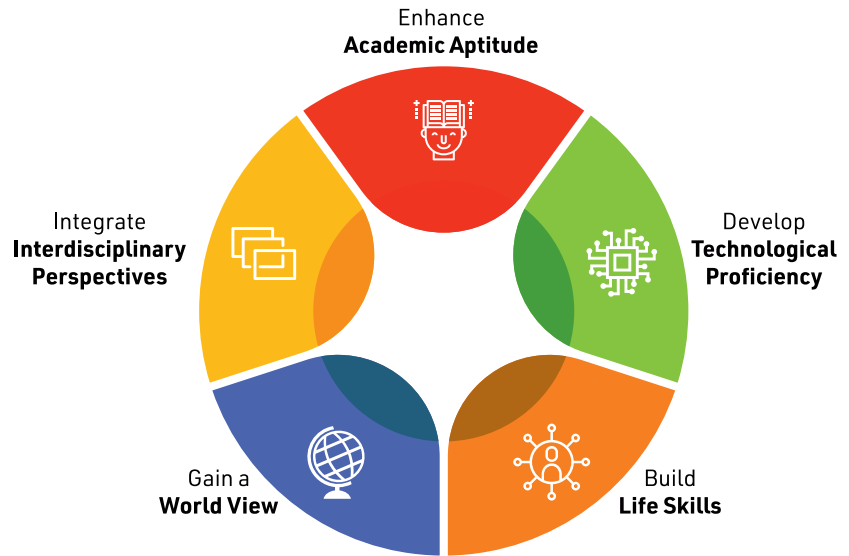 Enhance
Academic Aptitude
Integrate
Interdisciplinary
Perspectives
Develop
Technological
Proficiency
Gain a
World View
Build
Life Skills